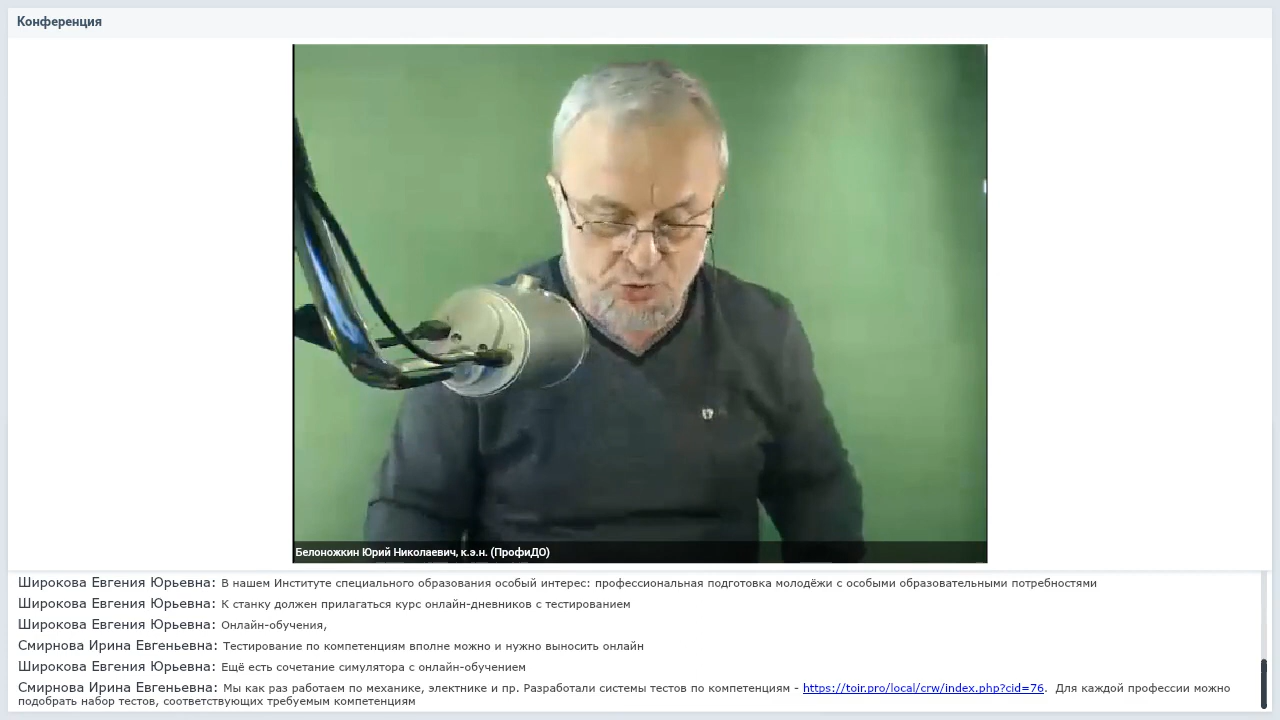 Конференция
Белоножкин Юрий Николаевич, к.э.н. (ПрофиДО)
Широкова Евгения Юрьевна: В нашем Институте специального образования особый интерес: профессиональная подготовка молодёжи с особыми образовательными потребностями
Широкова Евгения Юрьевна: К станку должен прилагаться курс онлайн-дневников с тестированием
Широкова Евгения Юрьевна: Онлайн-обучения,
Смирнова Ирина Евгеньевна: Тестирование по компетенциям вполне можно и нужно выносить онлайн
Широкова Евгения Юрьевна: Ещё есть сочетание симулятора с онлайн-обучением
Смирнова Ирина Евгеньевна: Мы как раз работаем по механике, электнике и пр. Разработали системы тестов по компетенциям - https://toir.pro/local/crw/index.php?cid=76. Для каждой профессии можно
подобрать набор тестов, соответствующих требуемым компетенциям